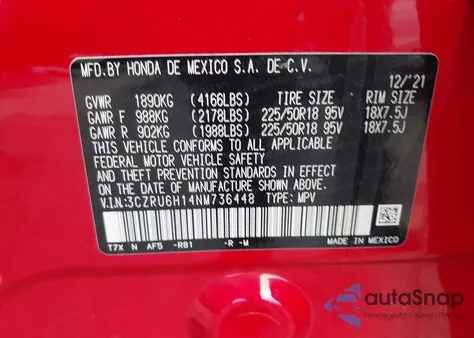 MFD.BY HONDA DE MEXICO S.A. DE C.V.
12/'21
GVWR 1890KG (4166LBS) TIRE SIZE RIM SIZE
GAWR F 988KG (2178LBS) 225/50R18 95V 18X7.5J
GAWR R 902KG (1988LBS) 225/50R18 95V 18X7.5J
THIS VEHICLE CONFORMS TO ALL APPLICABLE
FEDERAL MOTOR VEHICLE SAFETY
AND THEFT PREVENTION STANDARDS IN EFFECT
ON THE DATE OF MANUFACTURE SHOWN ABOVE.
V.I.N:3CZRU6H14NM736448 TYPE: MPV
T7X N AF5 -R81 -R -M MADE IN MEXICO
autoSnap